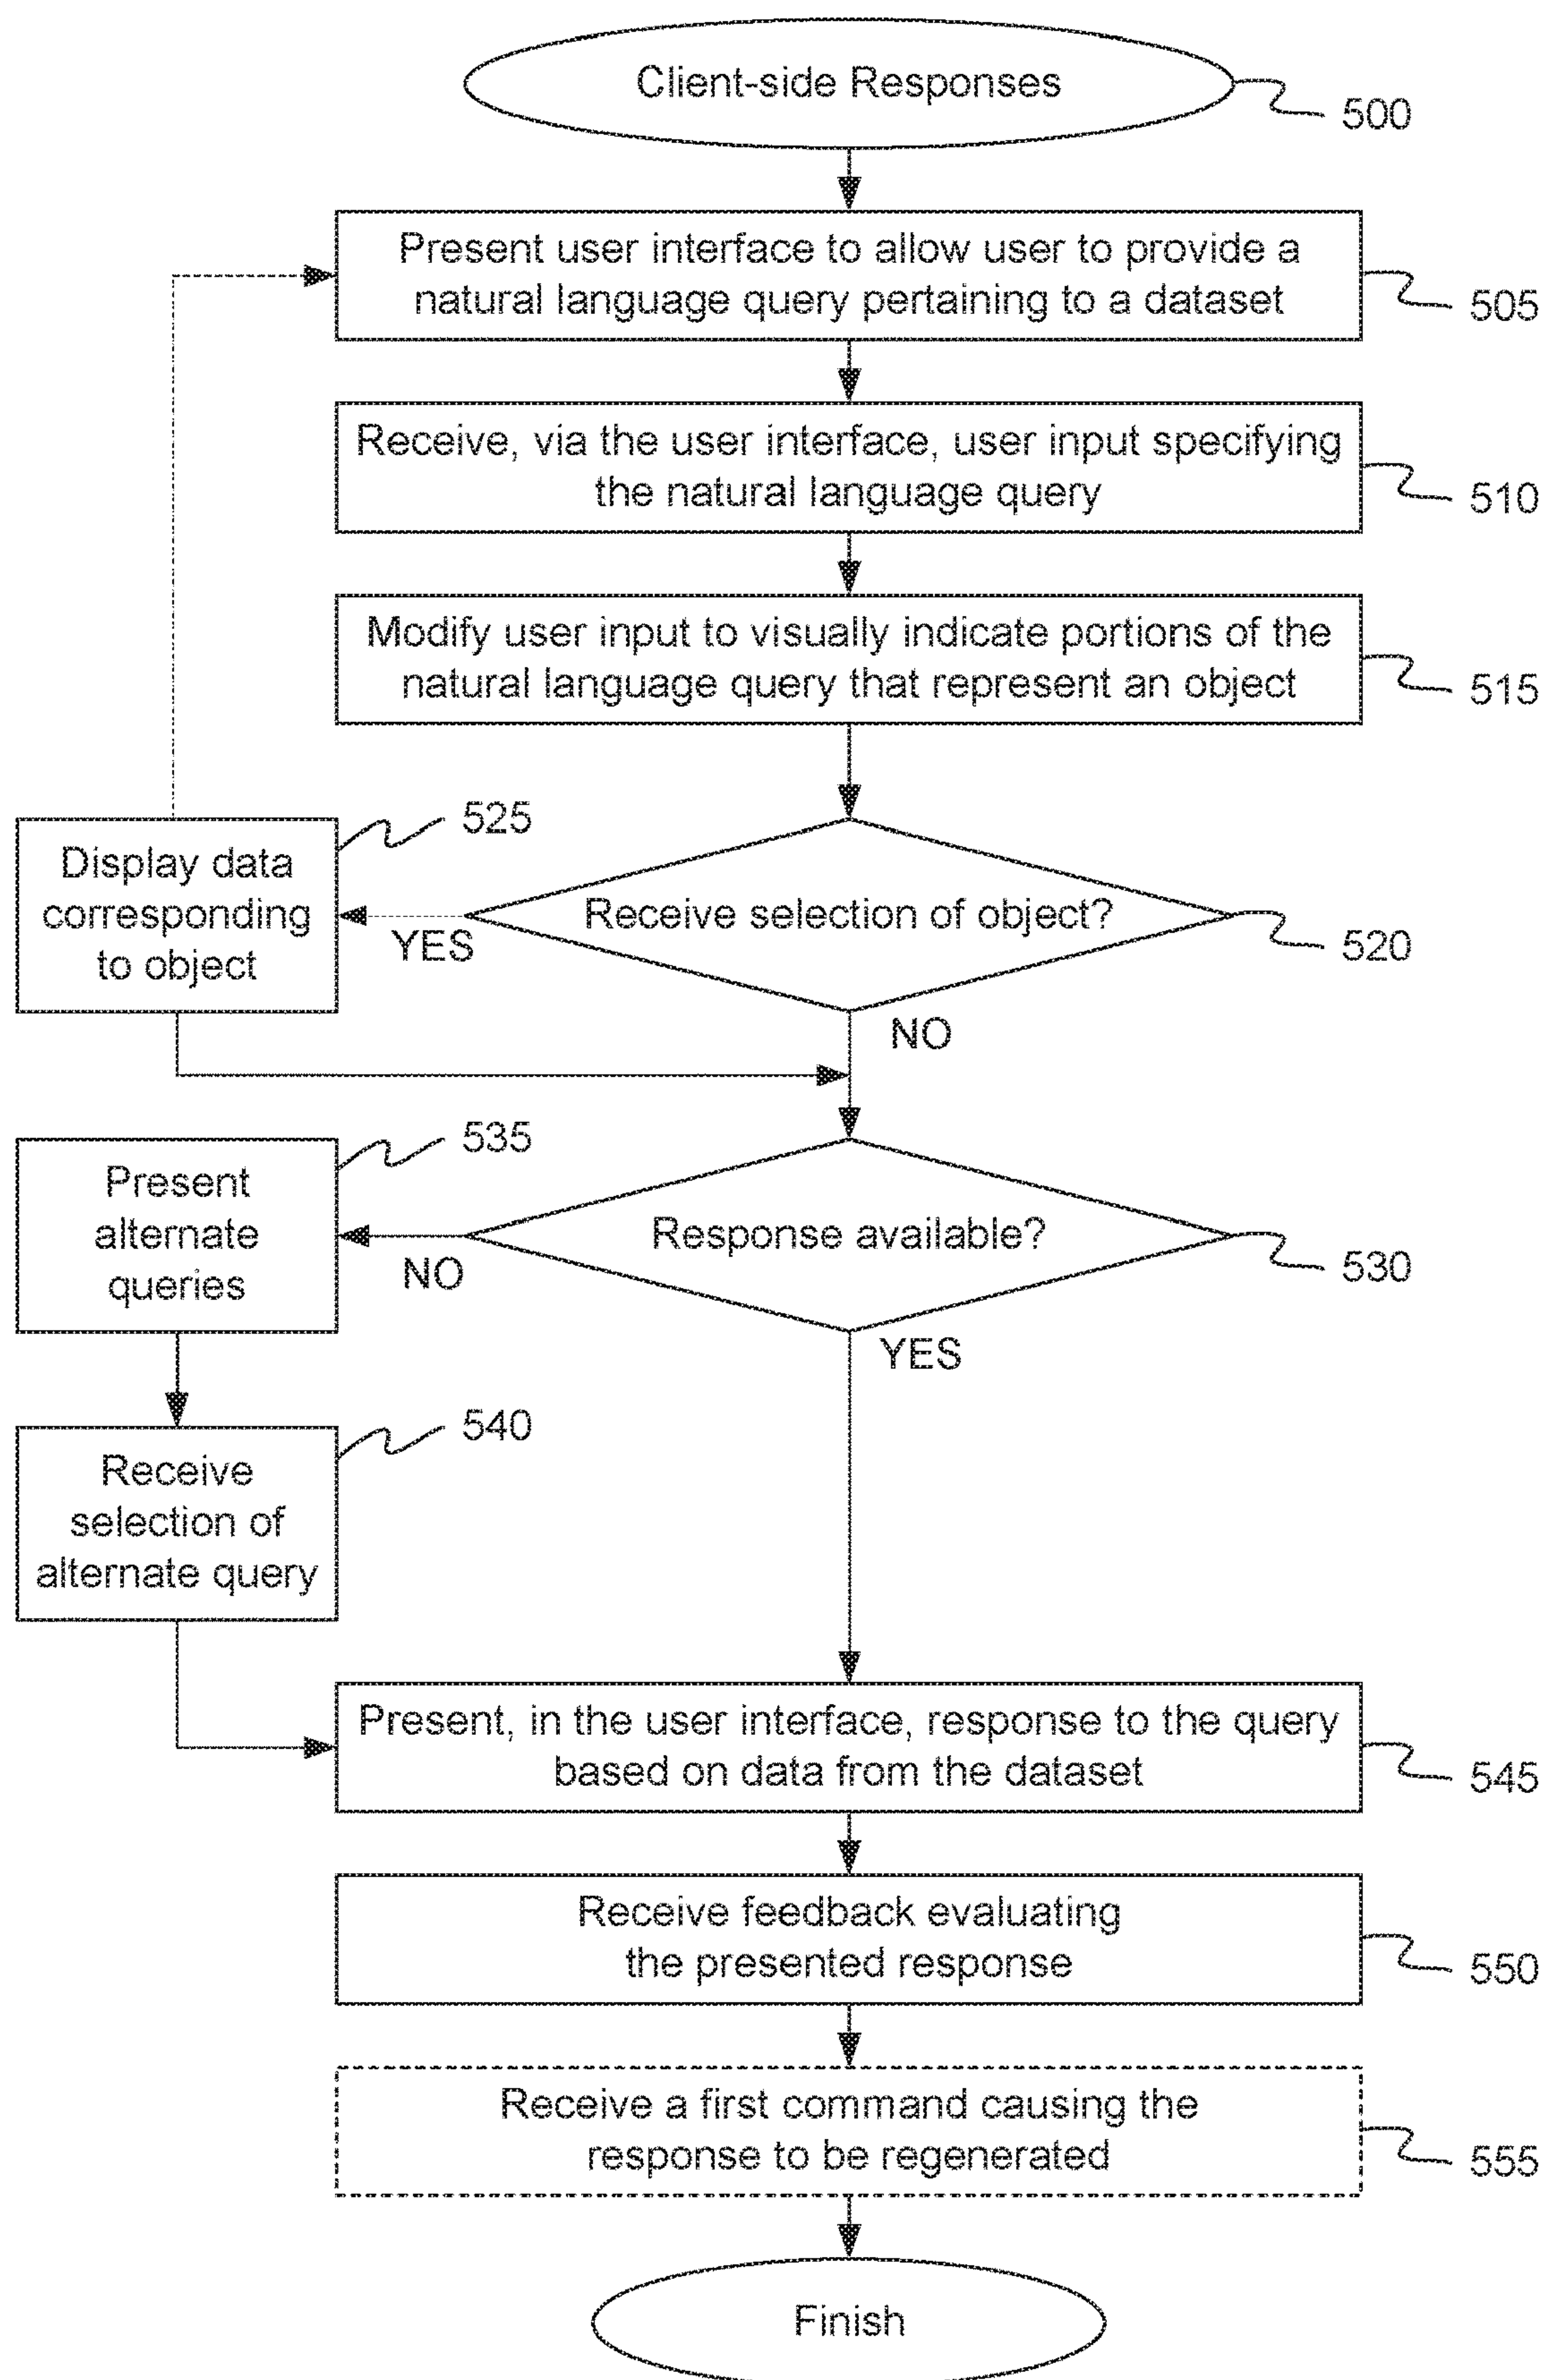 Client-side Responses
500
Present user interface to allow user to provide a
natural language query pertaining to a dataset
505
Receive, via the user interface, user input specifying
the natural language query
510
Modify user input to visually indicate portions of the
natural language query that represent an object
515
525
Display data
corresponding
to object
YES
Receive selection of object?
520
NO
535
Present
alternate
queries
NO
Response available?
530
YES
540
Receive
selection of
alternate query
Present, in the user interface, response to the query
based on data from the dataset
545
Receive feedback evaluating
the presented response
550
Receive a first command causing the
response to be regenerated
555
Finish